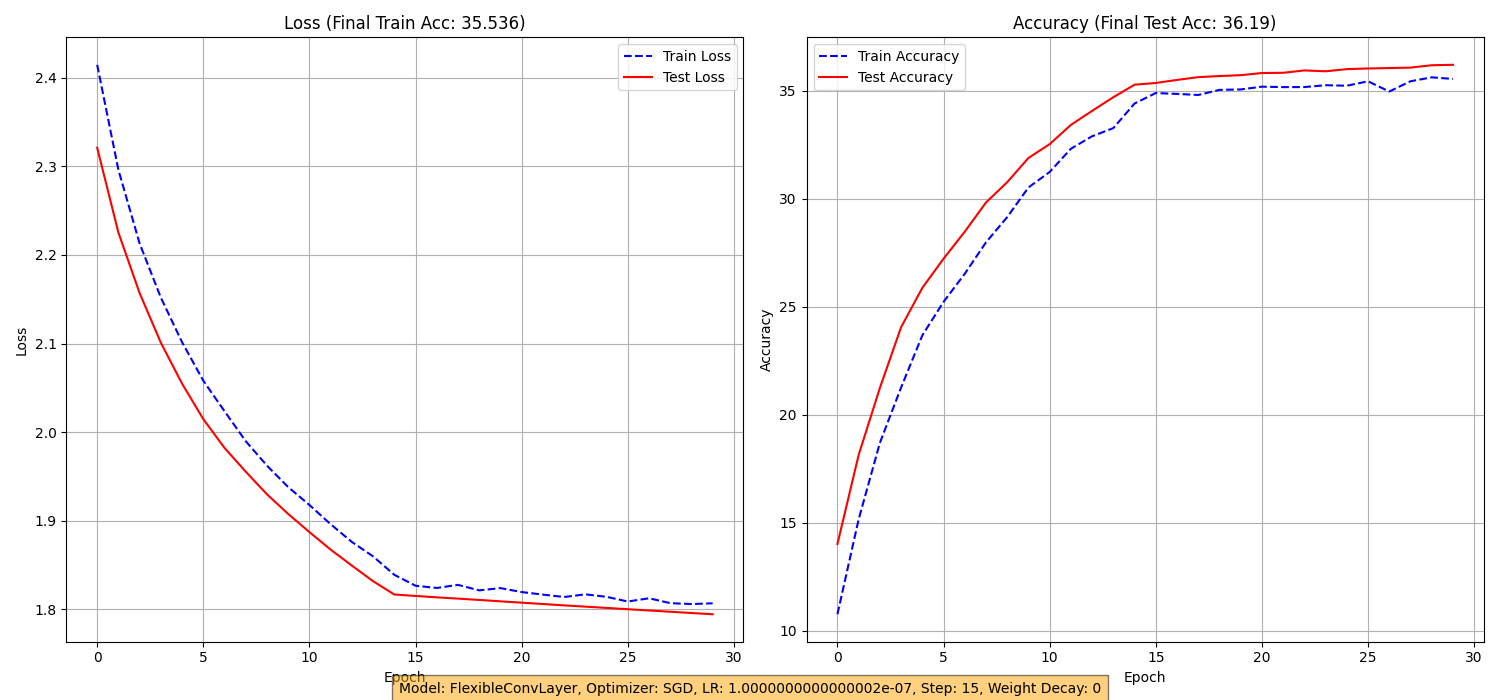 Loss (Final Train Acc: 35.536)
Train Loss
Test Loss
2.4
2.3
2.2
2.1
2.0
1.9
1.8
Loss
0 5 10 15 20 25 30
Epoch
Accuracy (Final Test Acc: 36.19)
Train Accuracy
Test Accuracy
35
30
25
20
15
10
Accuracy
0 5 10 15 20 25 30
Epoch
Model: FlexibleConvLayer, Optimizer: SGD, LR: 1.0000000000000002e-07, Step: 15, Weight Decay: 0